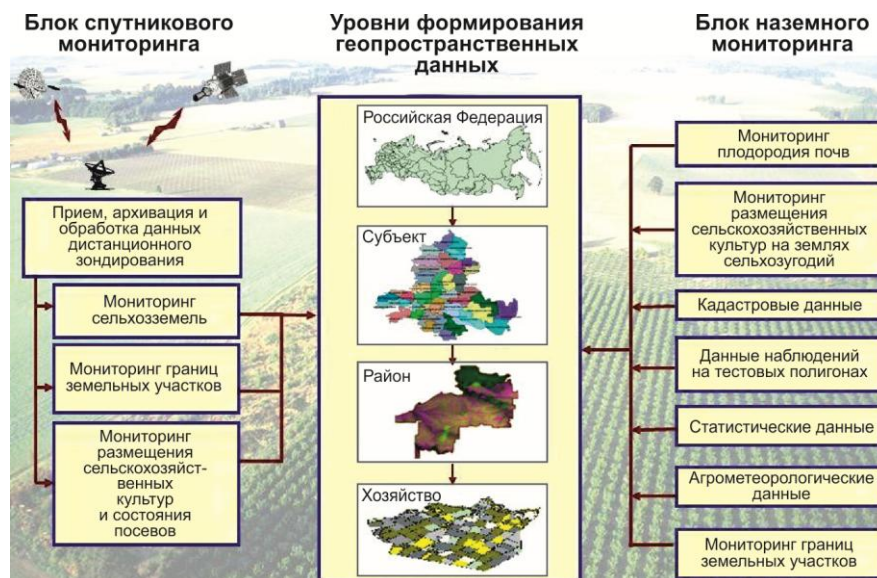 Блок спутникового
мониторинга
Уровни формирования
геопространственных
данных
Блок наземного
мониторинга
Прием, архивация и
обработка данных
дистанционного
зондирования
Мониторинг
сельхозземель
Мониторинг границ
земельных участков
Мониторинг
размещения
сельскохозяйст-
венных
культур
и состояния
посевов
Российская Федерация
Субъект
Район
Хозяйство
Мониторинг
плодородия почв
Мониторинг
размещения
сельскохозяйственных
культур на землях
сельхозугодий
Кадастровые данные
Данные наблюдений
на тестовых полигонах
Статистические данные
Агрометеорологические
данные
Мониторинг границ
земельных участков